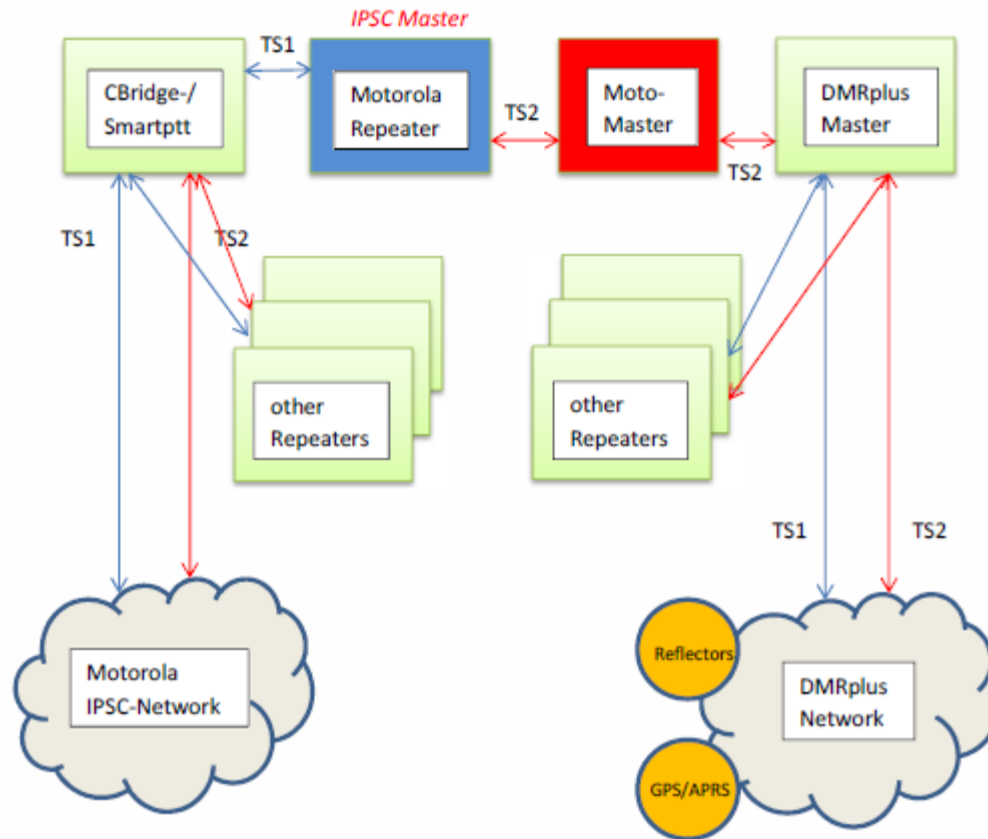 IPSC Master
TS1
CBridge-/
Smartptt
Motorola
Repeater
TS2
Moto-
Master
TS2
DMRplus
Master
TS1
TS2
other
Repeaters
other
Repeaters
TS1
TS2
Motorola
IPSC-Network
Reflectors
DMRplus
Network
GPS/APRS